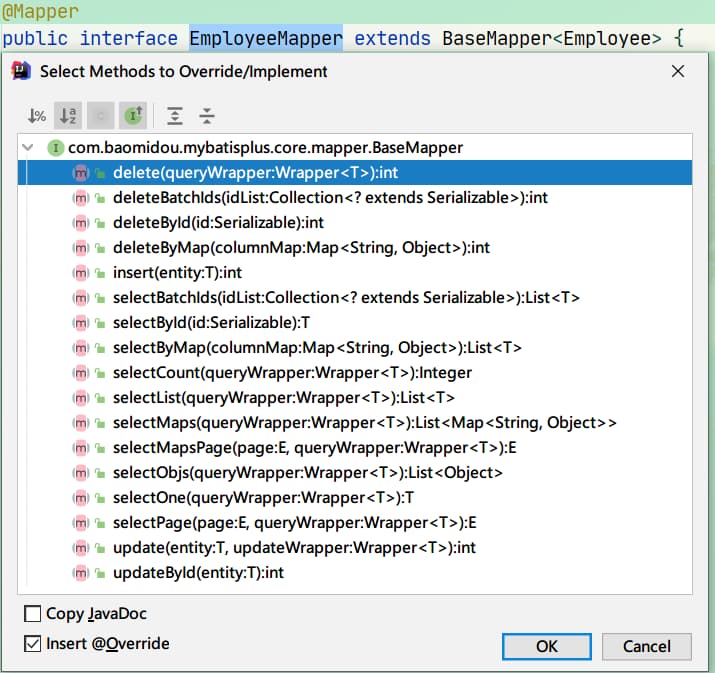 @Mapper
public interface EmployeeMapper extends BaseMapper<Employee> {
Select Methods to Override/Implement
com.baomidou.mybatisplus.core.mapper.BaseMapper
delete(queryWrapper:Wrapper<T>):int
deleteBatchIds(idList:Collection<? extends Serializable>):int
deleteById(id:Serializable):int
deleteByMap(columnMap:Map<String, Object>):int
insert(entity:T):int
selectBatchIds(idList:Collection<? extends Serializable>):List<T>
selectById(id:Serializable):T
selectByMap(columnMap:Map<String, Object>):List<T>
selectCount(queryWrapper:Wrapper<T>):Integer
selectList(queryWrapper:Wrapper<T>):List<T>
selectMaps(queryWrapper:Wrapper<T>):List<Map<String, Object>>
selectMapsPage(page:E, queryWrapper:Wrapper<T>):E
selectObjs(queryWrapper:Wrapper<T>):List<Object>
selectOne(queryWrapper:Wrapper<T>):T
selectPage(page:E, queryWrapper:Wrapper<T>):E
update(entity:T, updateWrapper:Wrapper<T>):int
updateById(entity:T):int
Copy JavaDoc
Insert @Override
OK Cancel